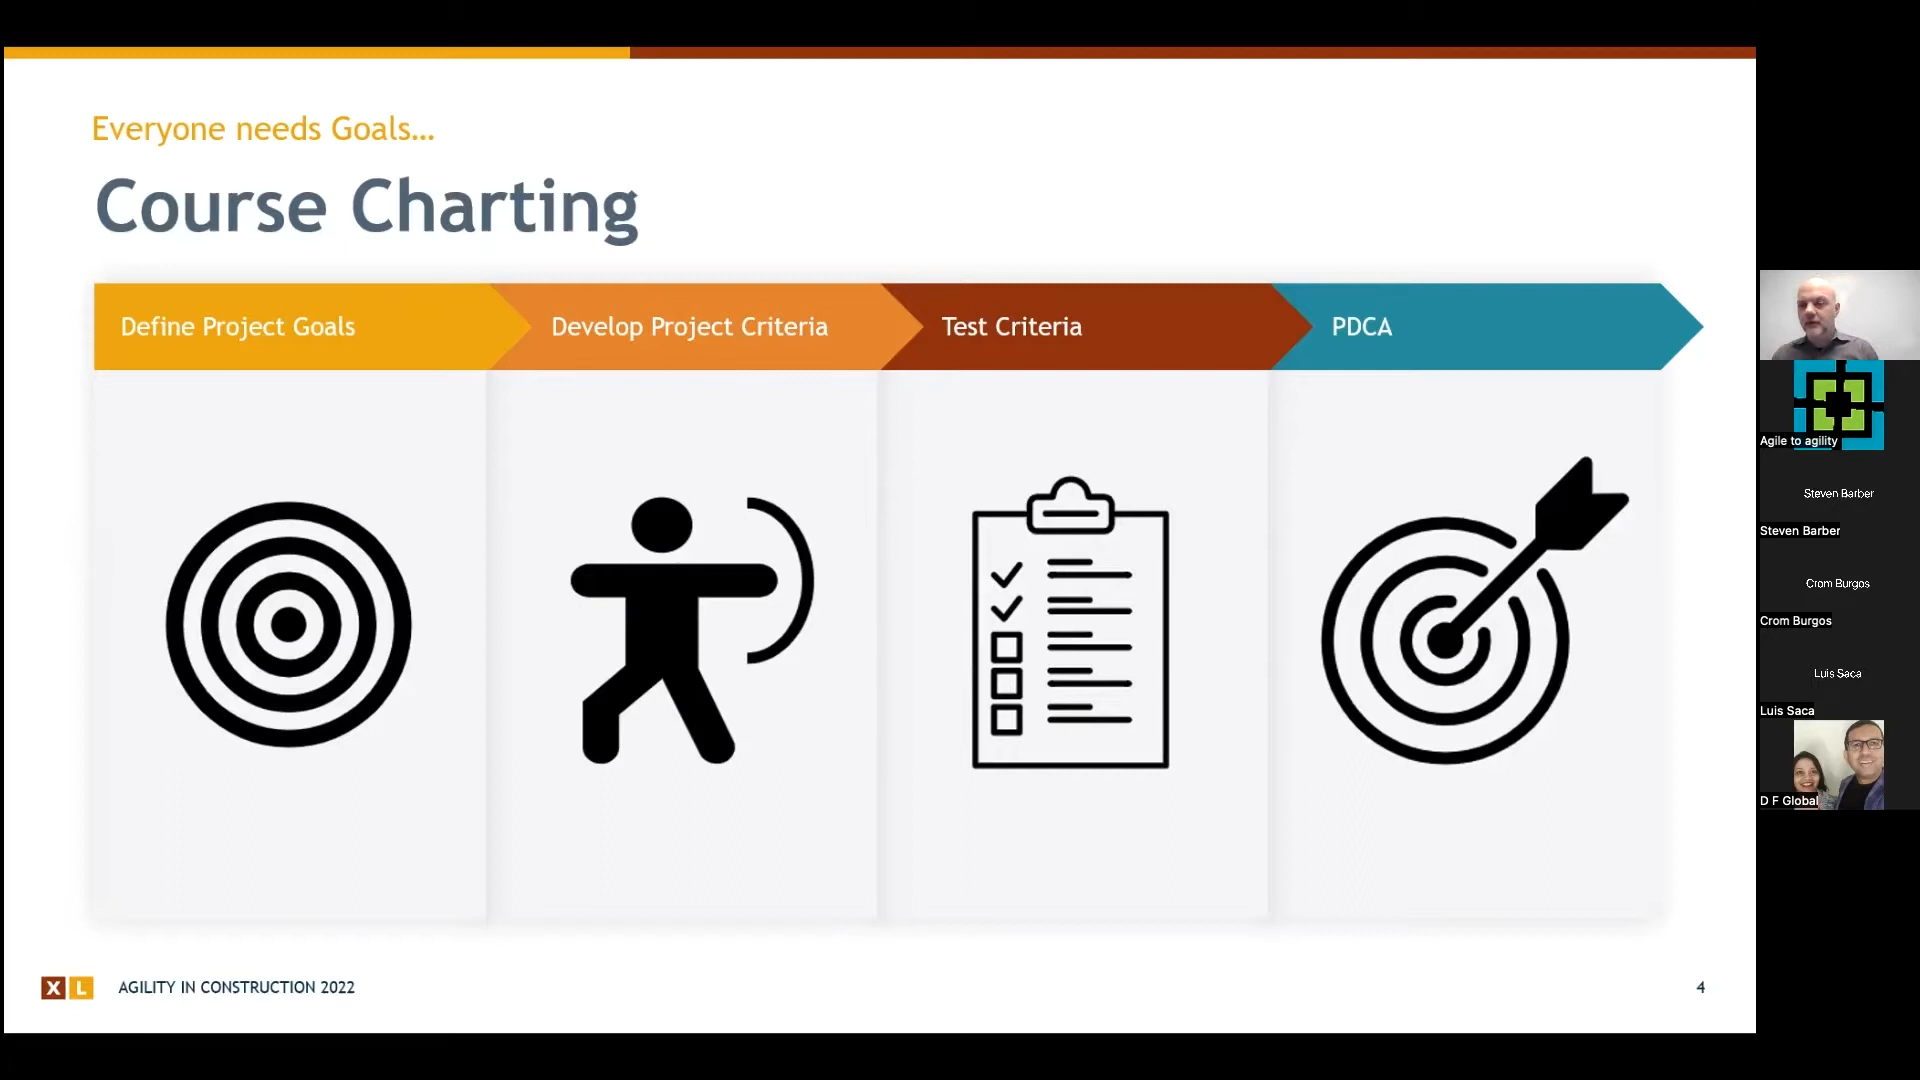 Everyone needs Goals...
Course Charting
Define Project Goals
Develop Project Criteria
Test Criteria
PDCA
X L
AGILITY IN CONSTRUCTION 2022
4
Agile to agility
Steven Barber
Steven Barber
Crom Burgos
Crom Burgos
Luis Saca
Luis Saca
D F Global